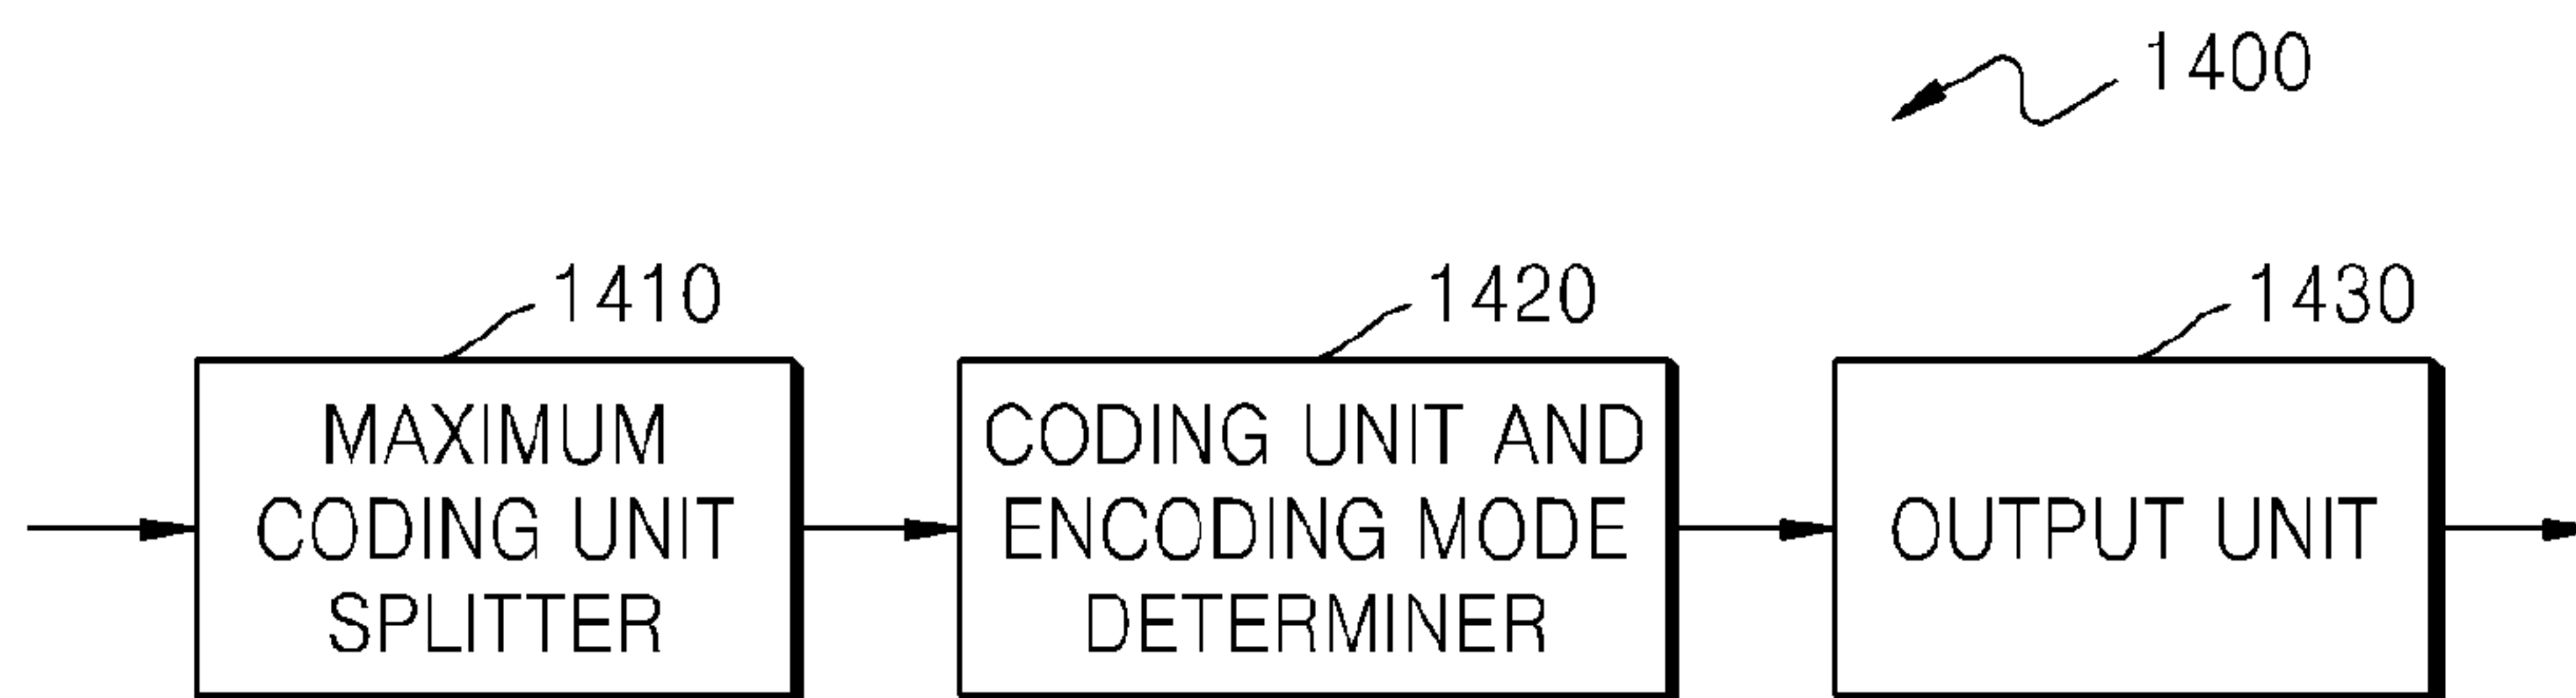 1400
1410
1420
1430
MAXIMUM
CODING UNIT
SPLITTER
CODING UNIT AND
ENCODING MODE
DETERMINER
OUTPUT UNIT